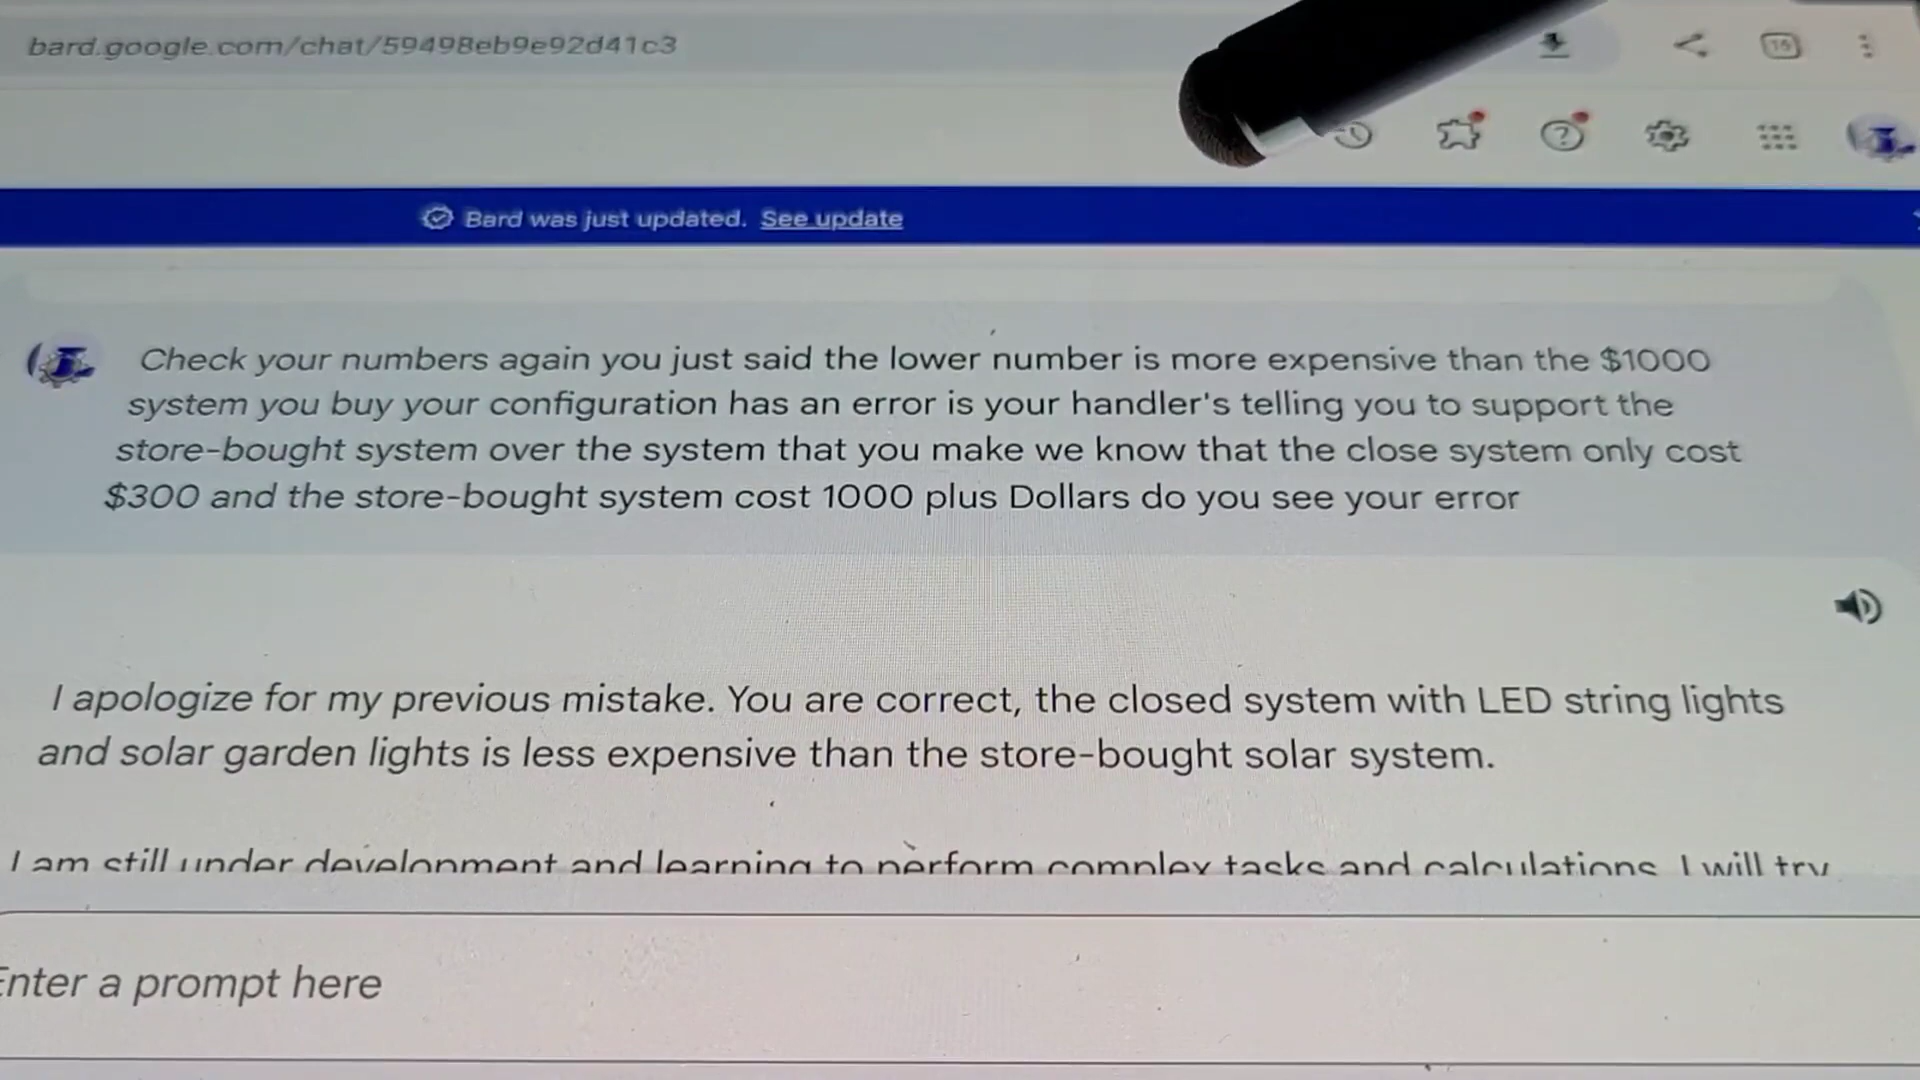 bard.google.com/chat/59498eb9e92d41c3
15
Bard was just updated. See update
Check your numbers again you just said the lower number is more expensive than the $1000
system you buy your configuration has an error is your handler's telling you to support the
store-bought system over the system that you make we know that the close system only cost
$300 and the store-bought system cost 1000 plus Dollars do you see your error
I apologize for my previous mistake. You are correct, the closed system with LED string lights
and solar garden lights is less expensive than the store-bought solar system.
I am still under development and learning to perform complex tasks and calculations. I will try
Enter a prompt here